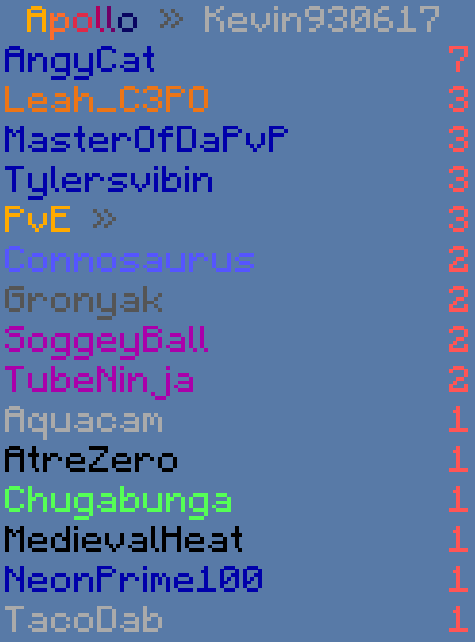 Apollo » Kevin930617
AngyCat 7
Leah_C3PO 3
MasterOfDaPvP 3
Tylersvibin 3
PvE » 3
Connosaurus 2
Gronyak 2
SoggeyBall 2
TubeNinja 2
Aquacam 1
AtreZero 1
Chugabunga 1
MedievalHeat 1
NeonPrime100 1
TacoDab 1